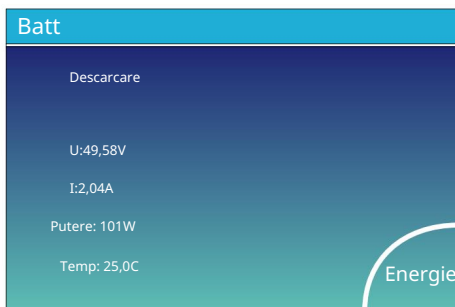 Batt
Descarcare
U:49,58V
I:2,04A
Putere: 101W
Temp: 25,0C
Energie